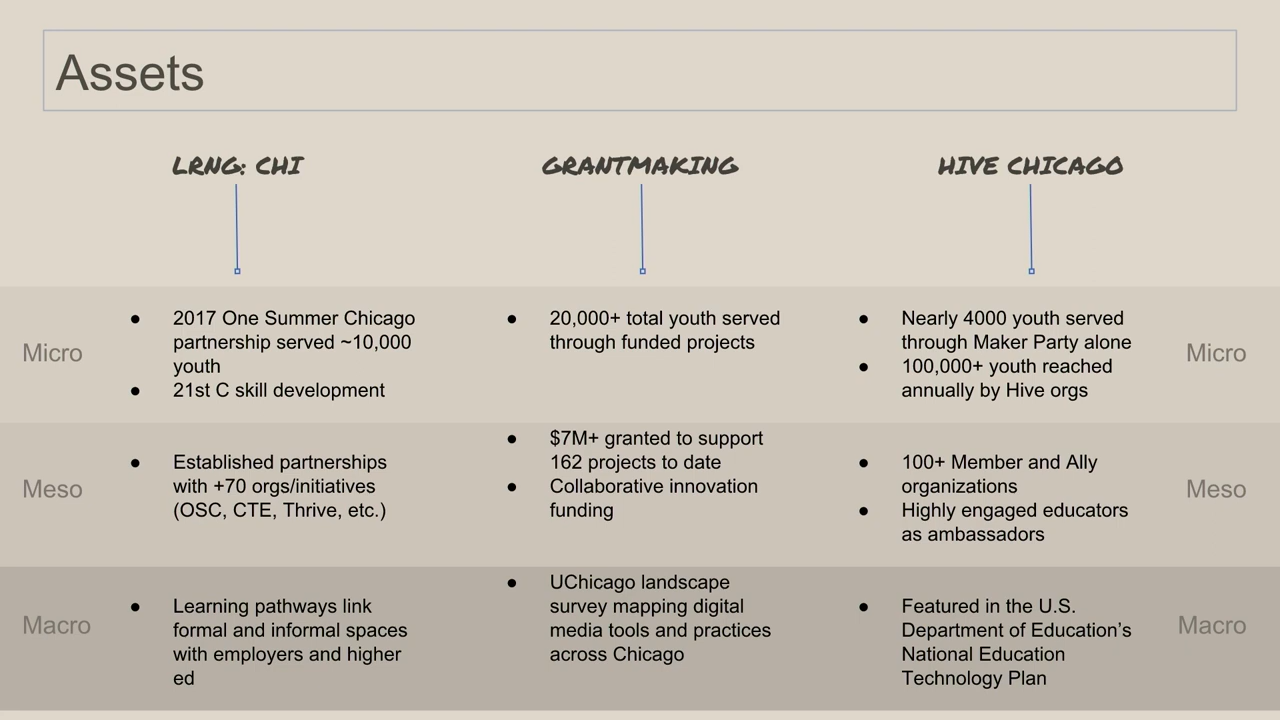 Assets
LRNG: CHI
GRANTMAKING
HIVE CHICAGO
Micro
● 2017 One Summer Chicago
partnership served ~10,000
youth
● 21st C skill development
● 20,000+ total youth served
through funded projects
● Nearly 4000 youth served
through Maker Party alone
● 100,000+ youth reached
annually by Hive orgs
Micro
Meso
● Established partnerships
with +70 orgs/initiatives
(OSC, CTE, Thrive, etc.)
● $7M+ granted to support
162 projects to date
● Collaborative innovation
funding
● 100+ Member and Ally
organizations
● Highly engaged educators
as ambassadors
Meso
Macro
● Learning pathways link
formal and informal spaces
with employers and higher
ed
● UChicago landscape
survey mapping digital
media tools and practices
across Chicago
● Featured in the U.S.
Department of Education’s
National Education
Technology Plan
Macro